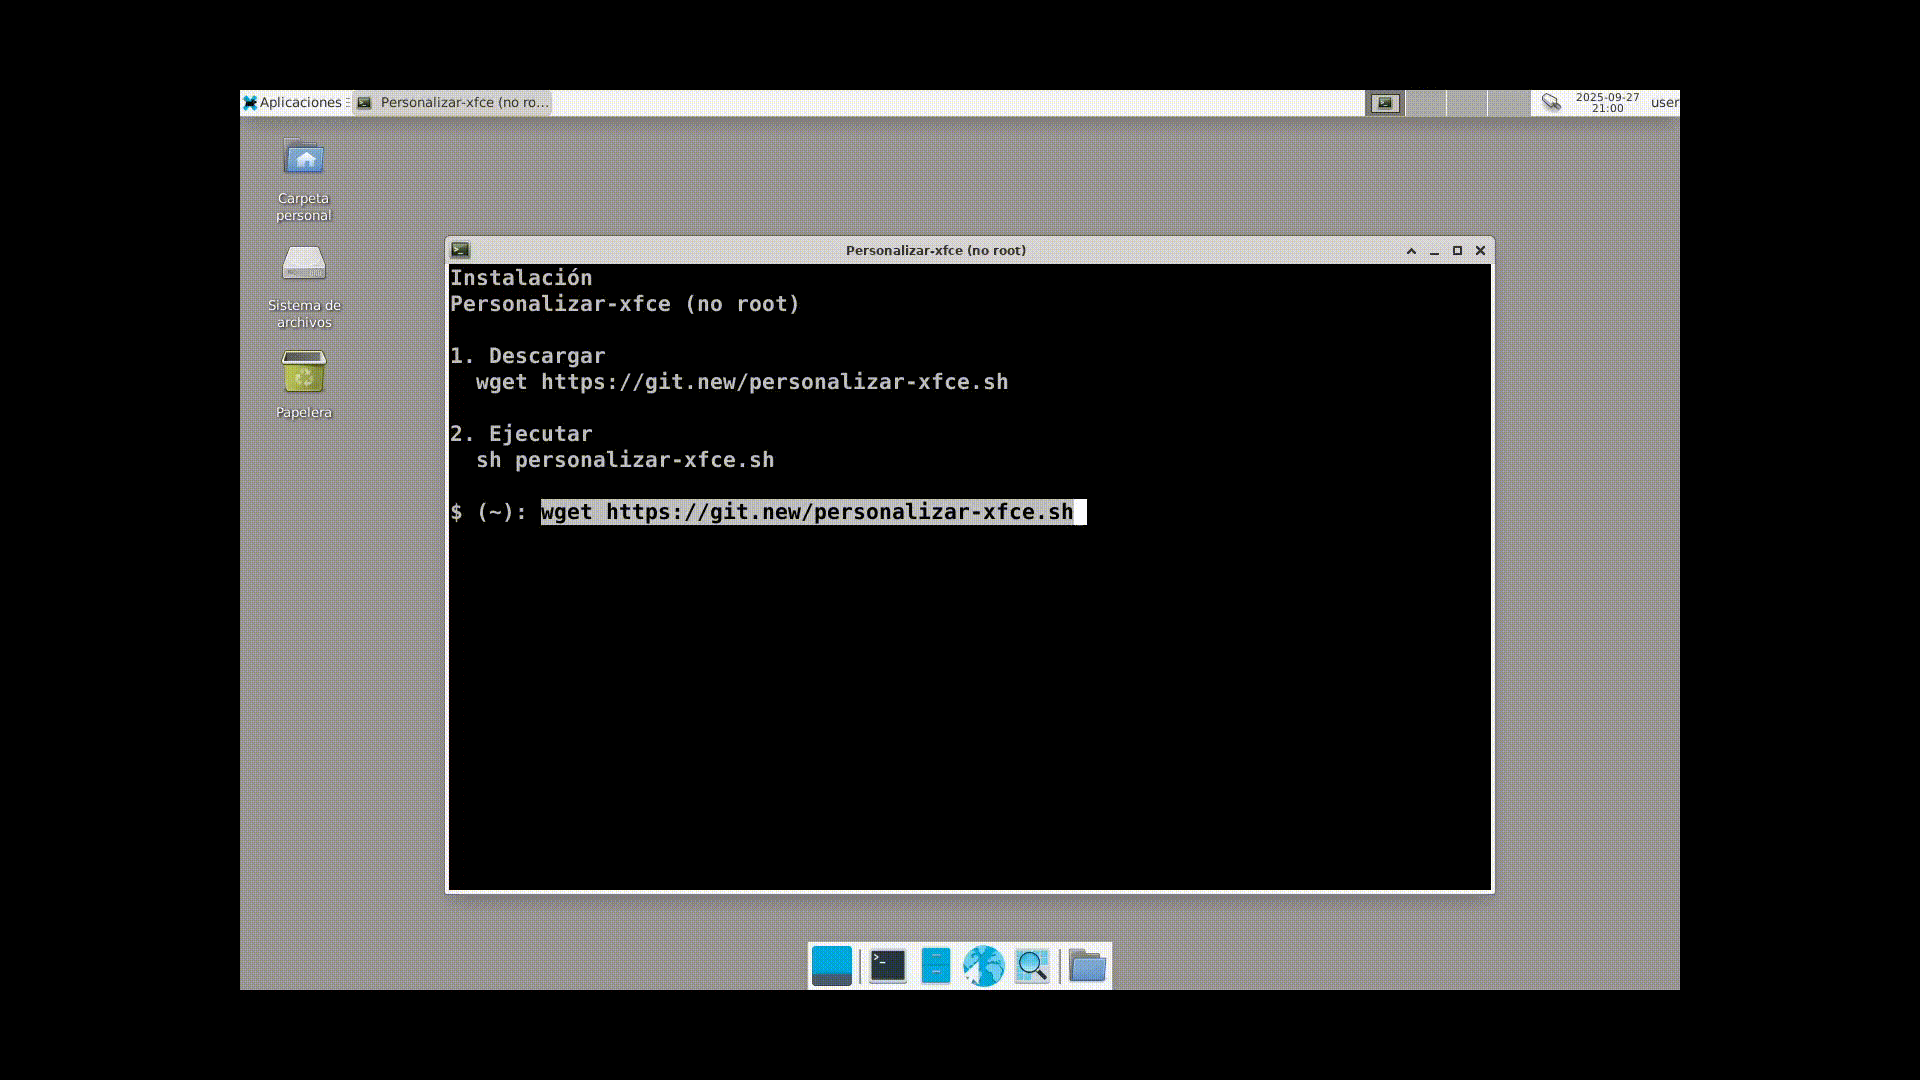 Aplicaciones
Personalizar-xfce (no ro...
2025-09-27
21:00
user
Carpeta
personal
Sistema de
archivos
Papelera
Personalizar-xfce (no root)
Instalación
Personalizar-xfce (no root)
1. Descargar
wget https://git.new/personalizar-xfce.sh
2. Ejecutar
sh personalizar-xfce.sh
$ (~): wget https://git.new/personalizar-xfce.sh